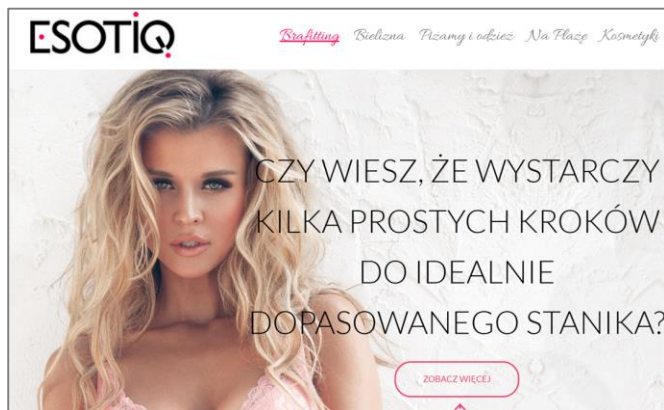 ESOTIQ
Brafitting Bielizna Piżamy i odzież Na Plażę Kosmetyki
CZY WIESZ, ŻE WYSTARCZY
KILKA PROSTYCH KROKÓW
DO IDEALNIE
DOPASOWANEGO STANIKA?
ZOBACZ WIĘCEJ